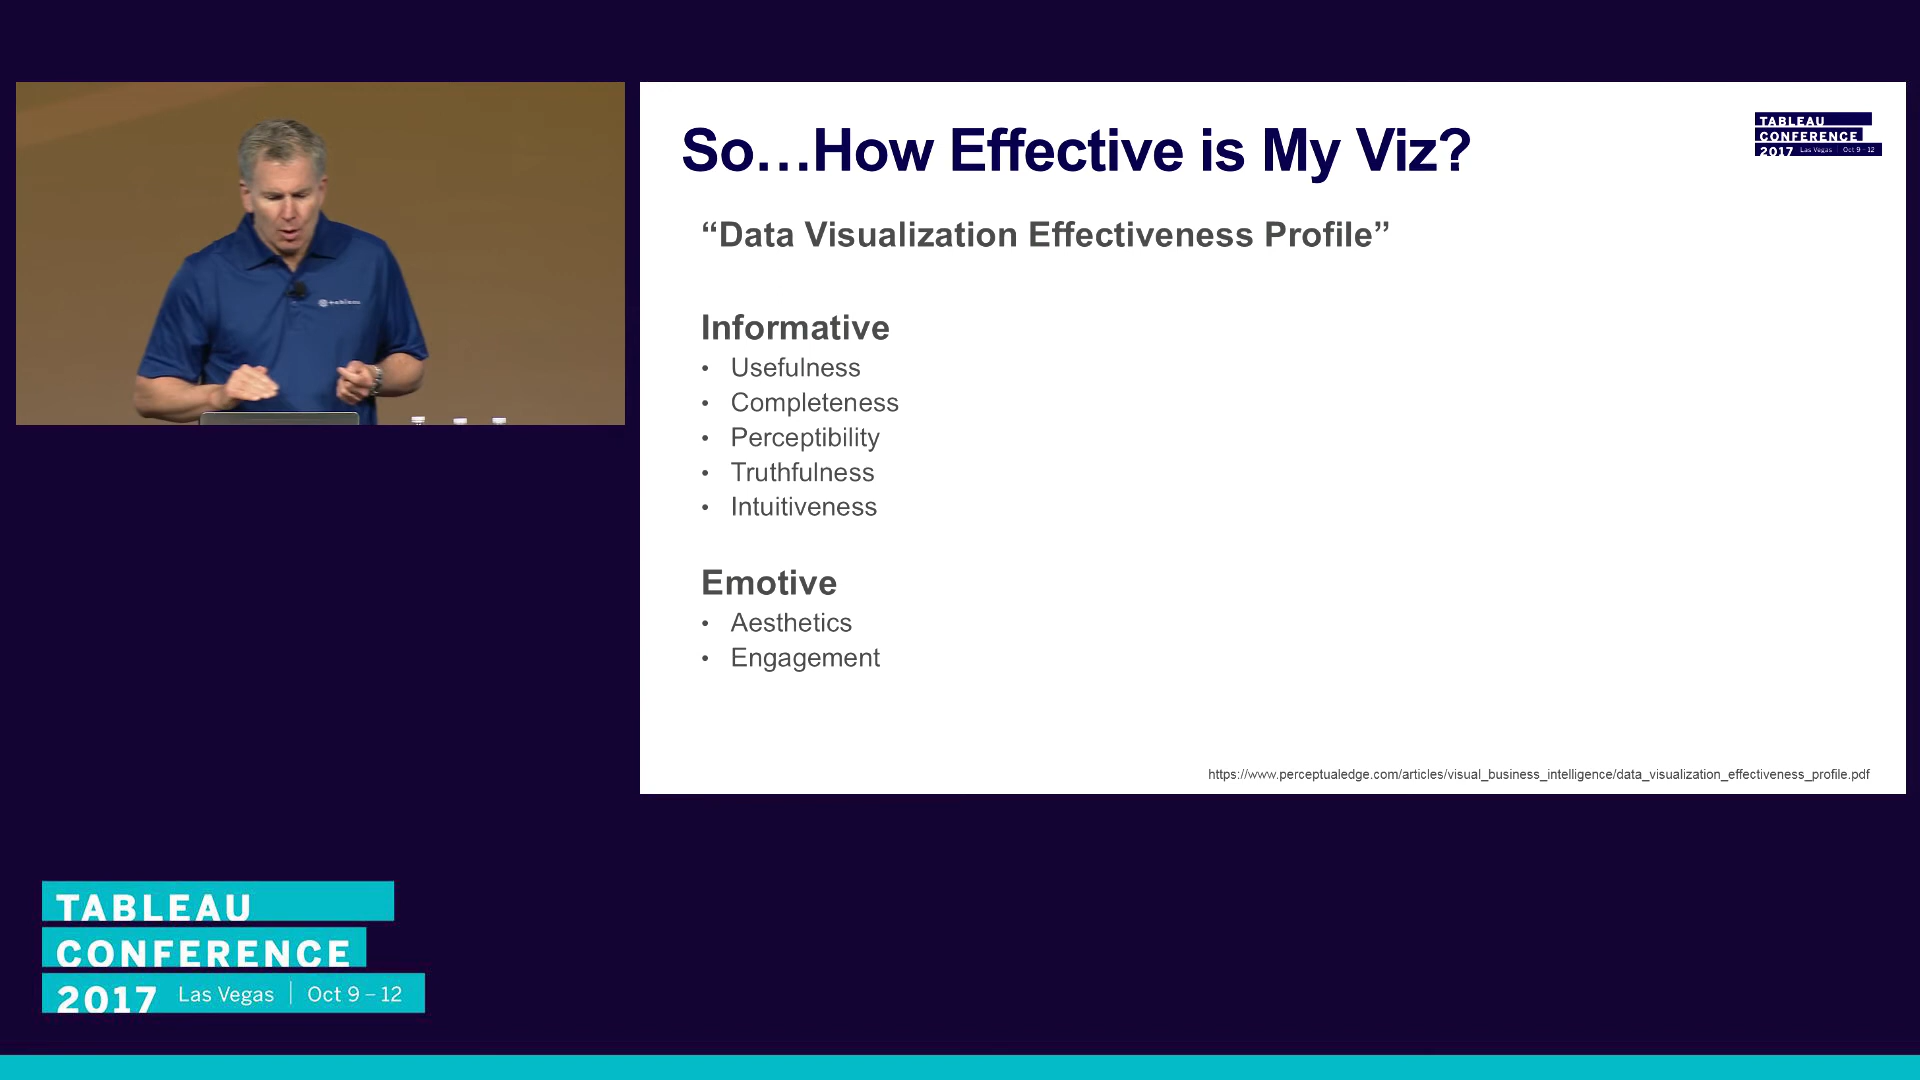 So…How Effective is My Viz?
TABLEAU
CONFERENCE
2017 Las Vegas | Oct 9 - 12
“Data Visualization Effectiveness Profile”
Informative
• Usefulness
• Completeness
• Perceptibility
• Truthfulness
• Intuitiveness
Emotive
• Aesthetics
• Engagement
https://www.perceptualedge.com/articles/visual_business_intelligence/data_visualization_effectiveness_profile.pdf
tableau
TABLEAU
CONFERENCE
2017 Las Vegas | Oct 9 – 12